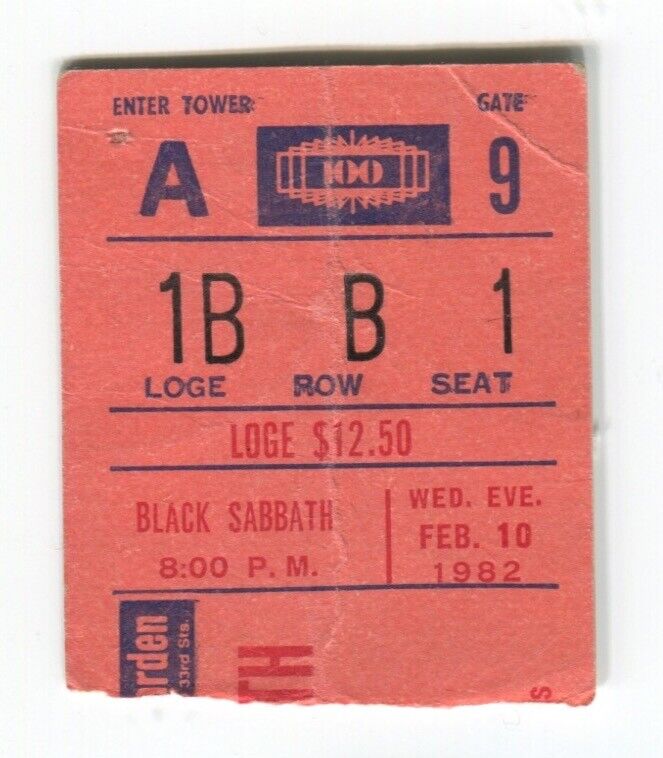 ENTER TOWER GATE
A 100 9
1B B 1
LOGE ROW SEAT
LOGE $12.50
BLACK SABBATH
8:00 P. M.
WED. EVE.
FEB. 10
1982
arden
33rd Sts.
TH
S